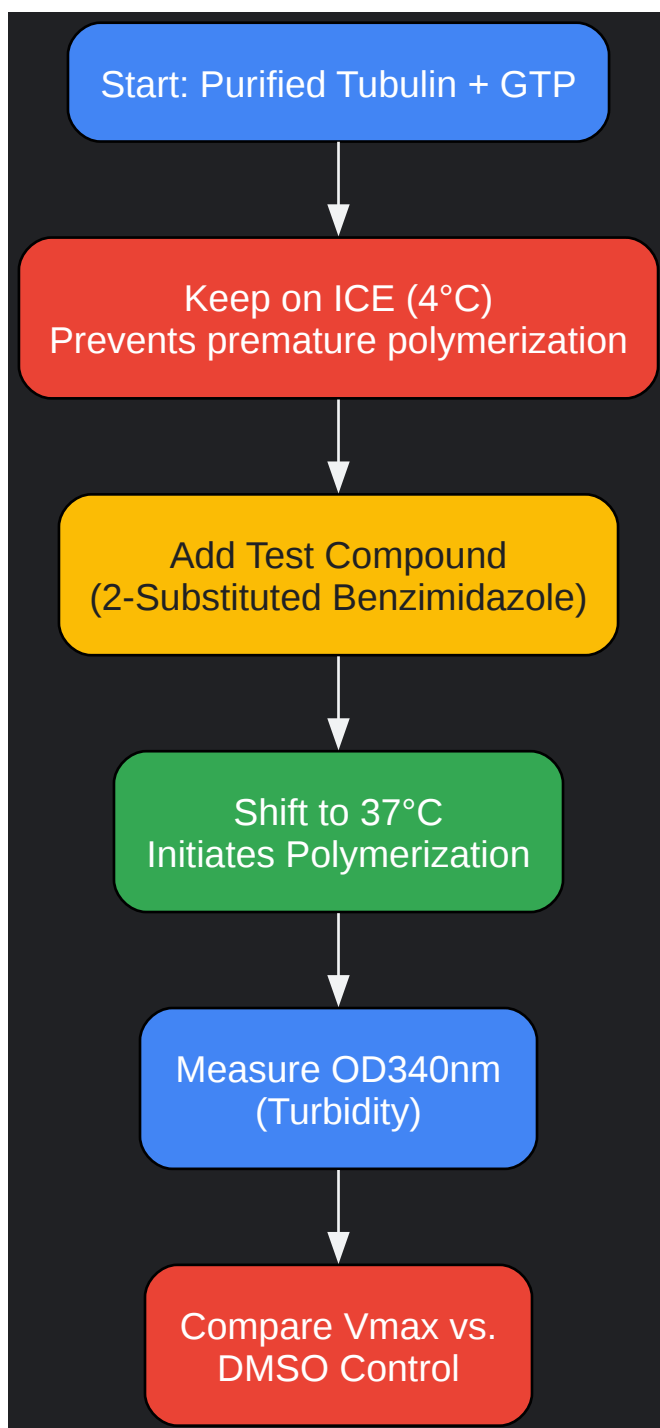 Start: Purified Tubulin + GTP
Keep on ICE (4°C)
Prevents premature polymerization
Add Test Compound
(2-Substituted Benzimidazole)
Shift to 37°C
Initiates Polymerization
Measure OD340nm
(Turbidity)
Compare Vmax vs.
DMSO Control